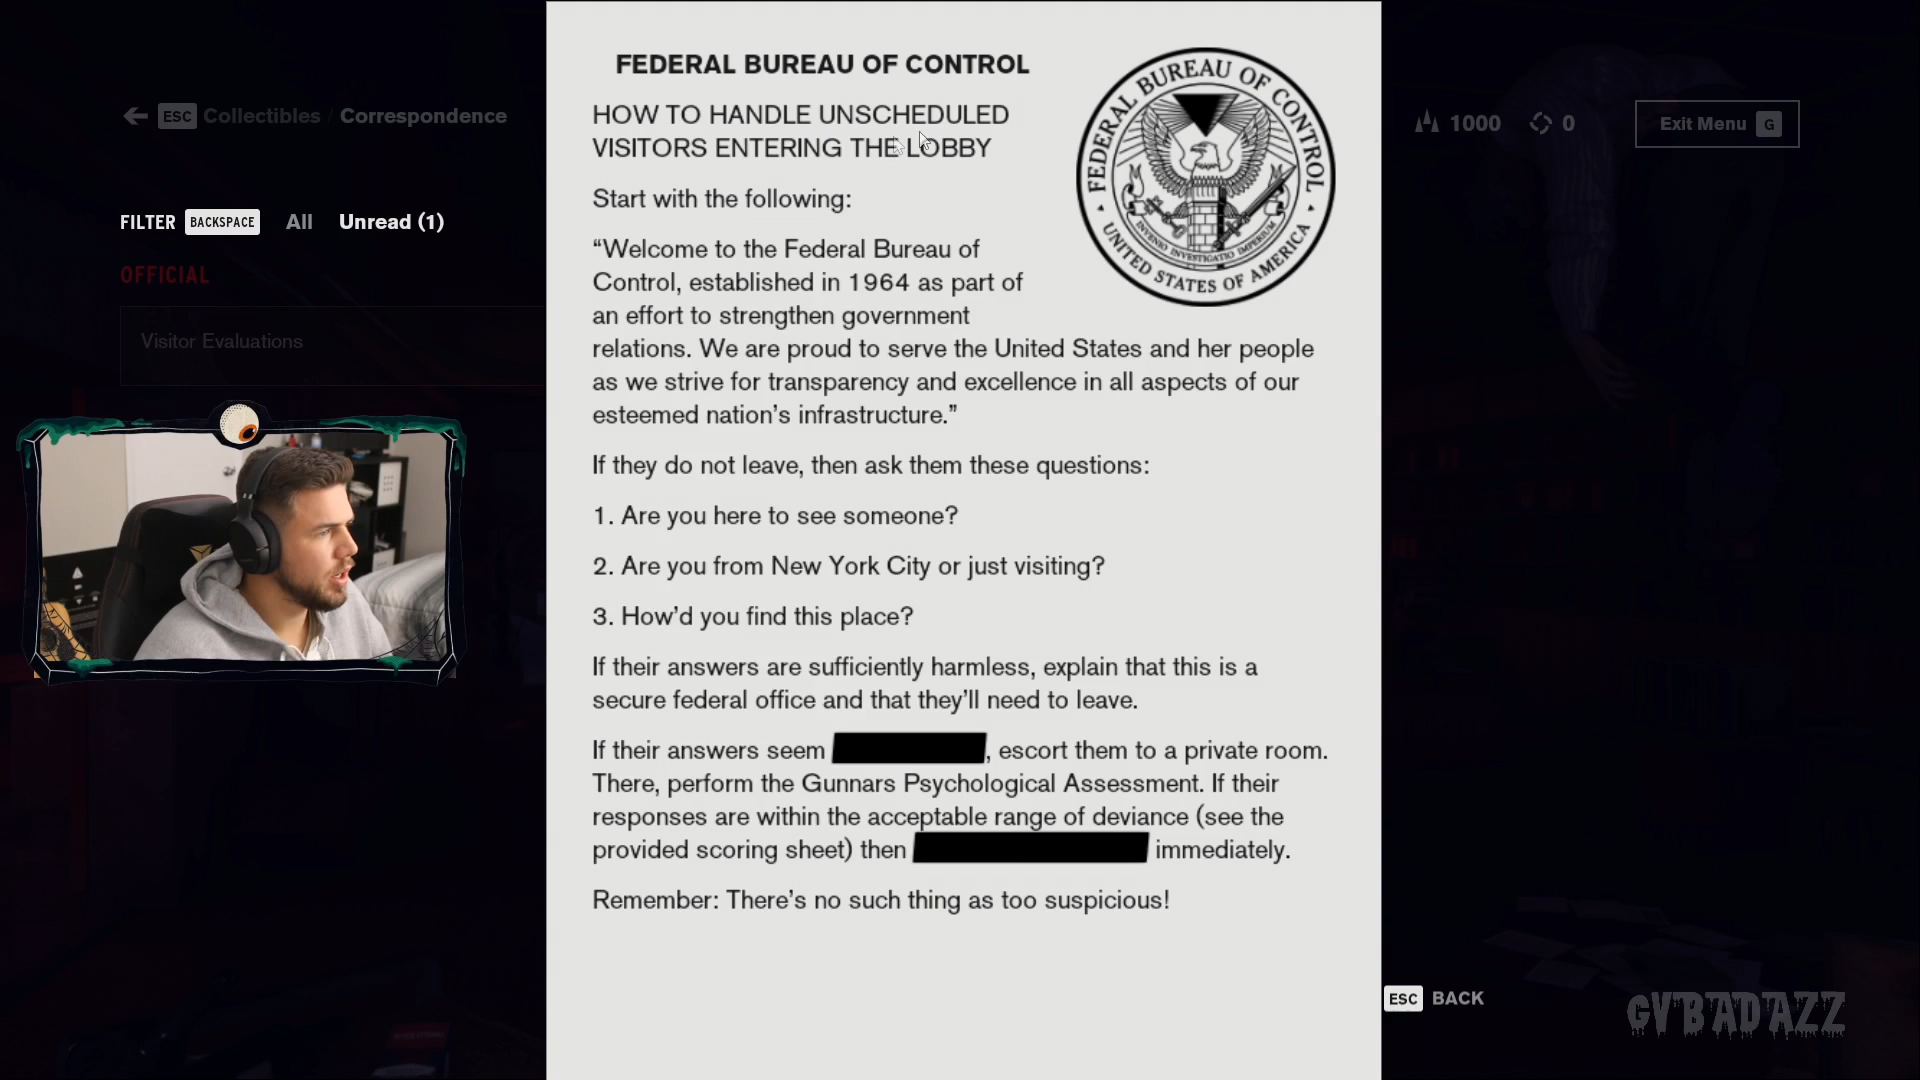 ESC Collectibles / Correspondence
FILTER BACKSPACE All Unread (1)
OFFICIAL
Visitor Evaluations
FEDERAL BUREAU OF CONTROL
HOW TO HANDLE UNSCHEDULED
VISITORS ENTERING THE LOBBY
Start with the following:
“Welcome to the Federal Bureau of
Control, established in 1964 as part of
an effort to strengthen government
relations. We are proud to serve the United States and her people
as we strive for transparency and excellence in all aspects of our
esteemed nation’s infrastructure.”
If they do not leave, then ask them these questions:
1. Are you here to see someone?
2. Are you from New York City or just visiting?
3. How’d you find this place?
If their answers are sufficiently harmless, explain that this is a
secure federal office and that they’ll need to leave.
If their answers seem , escort them to a private room.
There, perform the Gunnars Psychological Assessment. If their
responses are within the acceptable range of deviance (see the
provided scoring sheet) then immediately.
Remember: There’s no such thing as too suspicious!
FEDERAL BUREAU OF CONTROL
INVENIO INVESTIGATIO IMPERIUM
UNITED STATES OF AMERICA
1000 0
Exit Menu G
ESC BACK
GVBADAZZ